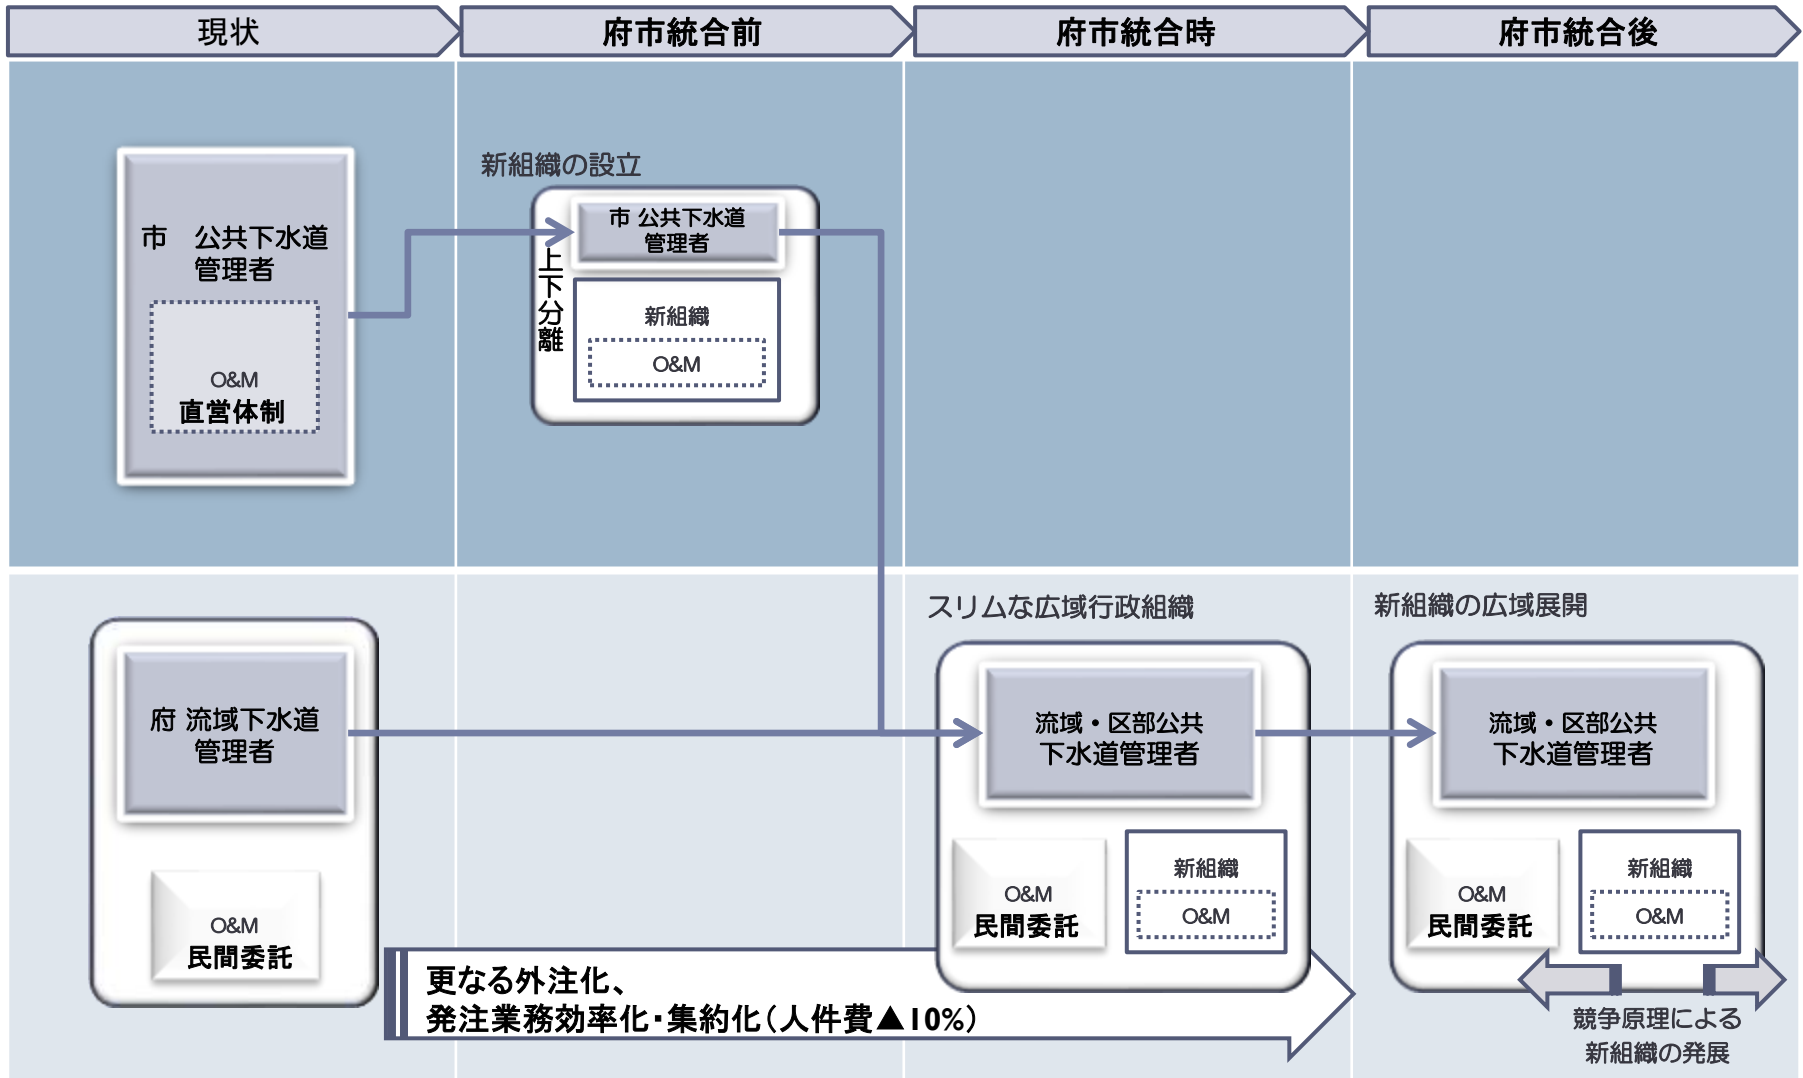 現状
府市統合前
府市統合時
府市統合後
市　公共下水道
管理者
O&M
直営体制
新組織の設立
市 公共下水道
管理者
上下分離
新組織
O&M
府 流域下水道
管理者
O&M
民間委託
更なる外注化、
発注業務効率化・集約化（人件費▲10%）
スリムな広域行政組織
流域・区部公共
下水道管理者
O&M
民間委託
新組織
O&M
新組織の広域展開
流域・区部公共
下水道管理者
O&M
民間委託
新組織
O&M
競争原理による
新組織の発展